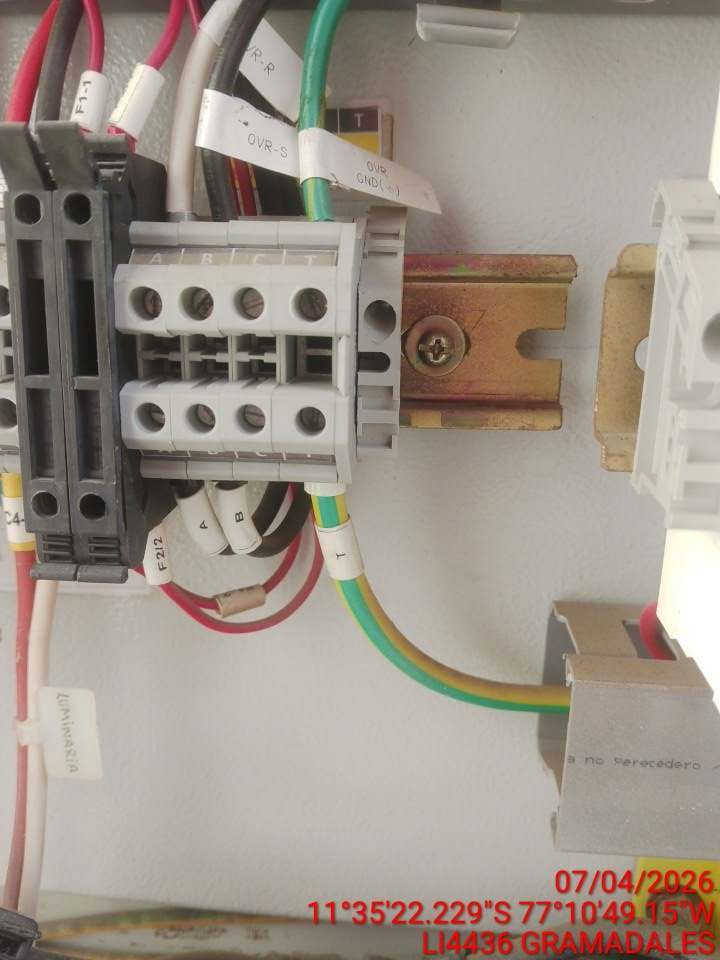 F1-1
OVR-R
OVR-S
T
OVR
GND(-)
A B C T
A B C T
C4-
F2/2
A
B
T
LUMINARIA
a no Perecedero
07/04/2026
11°35'22.229"S 77°10'49.15"W
LI4436 GRAMADALES